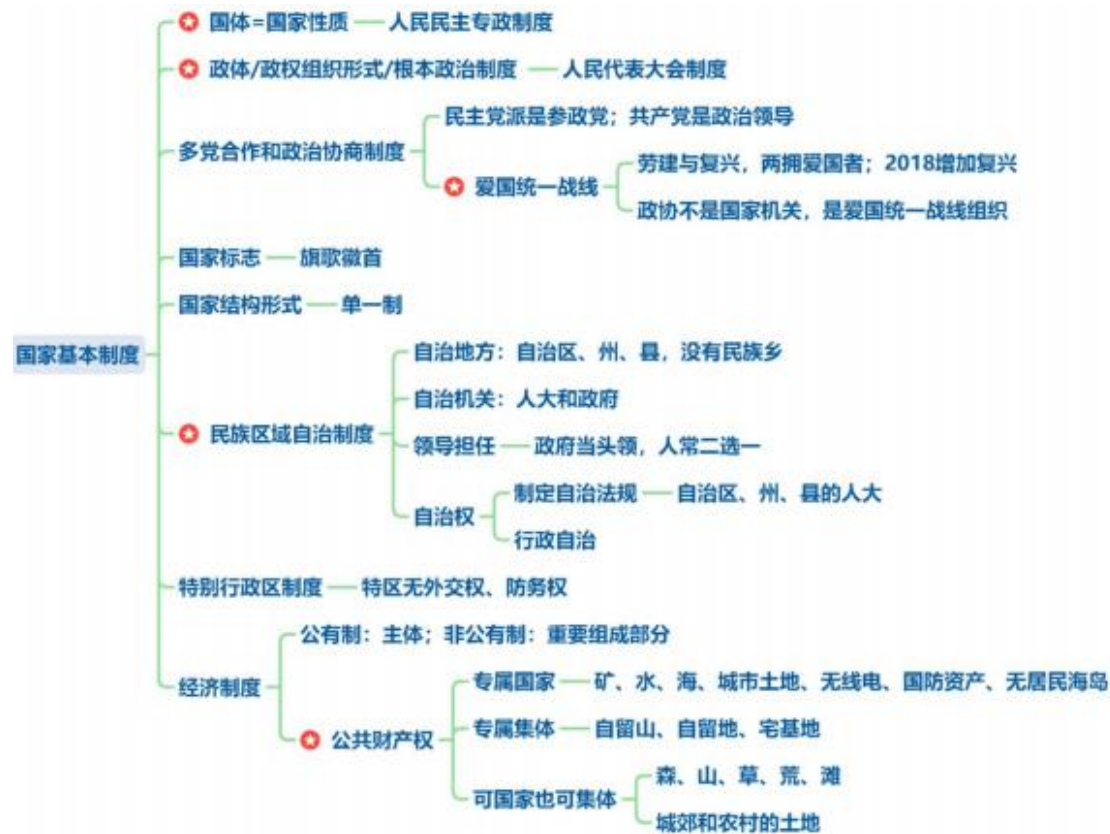 国体=国家性质
人民民主专政制度
政体/政权组织形式/根本政治制度
人民代表大会制度
多党合作和政治协商制度
民主党派是参政党；共产党是政治领导
爱国统一战线
劳建与复兴，两拥爱国者；2018增加复兴
政协不是国家机关，是爱国统一战线组织
国家标志
旗歌徽首
国家结构形式
单一制
国家基本制度
民族区域自治制度
自治地方：自治区、州、县，没有民族乡
自治机关：人大和政府
领导担任
政府当头领，人常二选一
自治权
制定自治法规
自治区、州、县的人大
行政自治
特别行政区制度
特区无外交权、防务权
经济制度
公有制：主体；非公有制：重要组成部分
公共财产权
专属国家
矿、水、海、城市土地、无线电、国防资产、无居民海岛
专属集体
自留山、自留地、宅基地
可国家也可集体
森、山、草、荒、滩
城郊和农村的土地